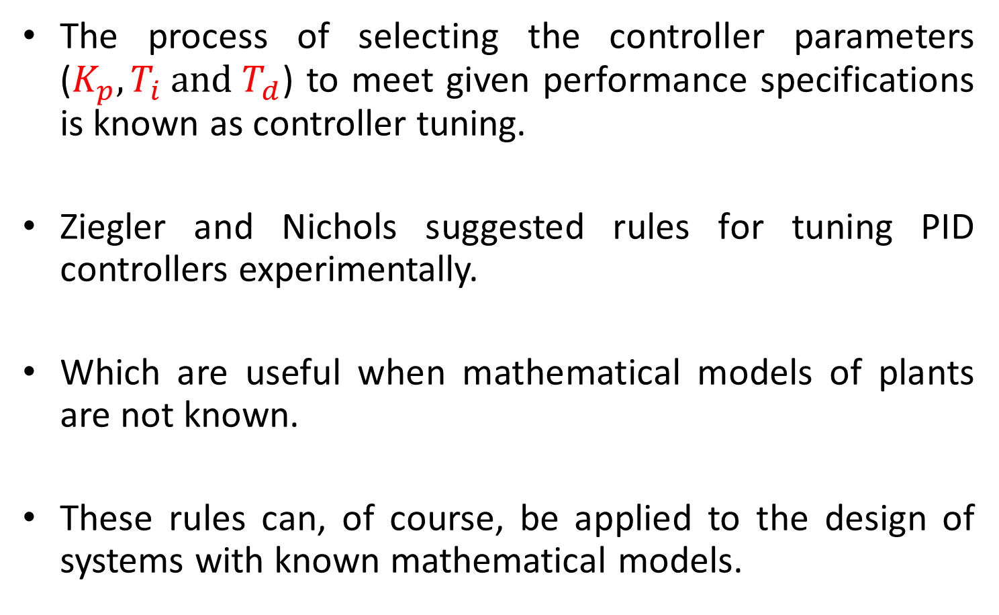 • The process of selecting the controller parameters
(K_p, T_i and T_d) to meet given performance specifications
is known as controller tuning.
• Ziegler and Nichols suggested rules for tuning PID
controllers experimentally.
• Which are useful when mathematical models of plants
are not known.
• These rules can, of course, be applied to the design of
systems with known mathematical models.